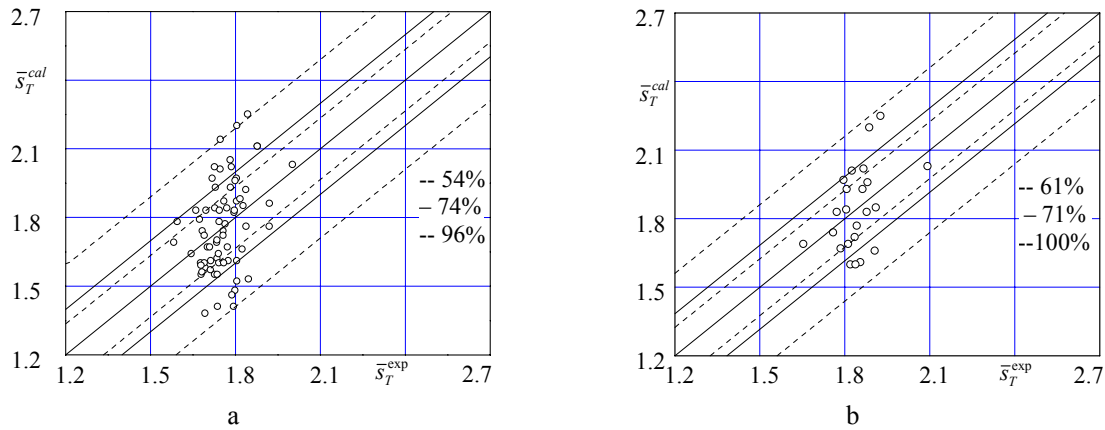 2.7
s̅_T^cal
2.4
2.1
1.8
1.5
1.2
-- 54%
– 74%
-- 96%
1.2 1.5 1.8 2.1 s̅_T^exp 2.7
a
2.7
s̅_T^cal
2.1
1.8
1.5
1.2
-- 61%
– 71%
--100%
1.2 1.5 1.8 2.1 s̅_T^exp 2.7
b